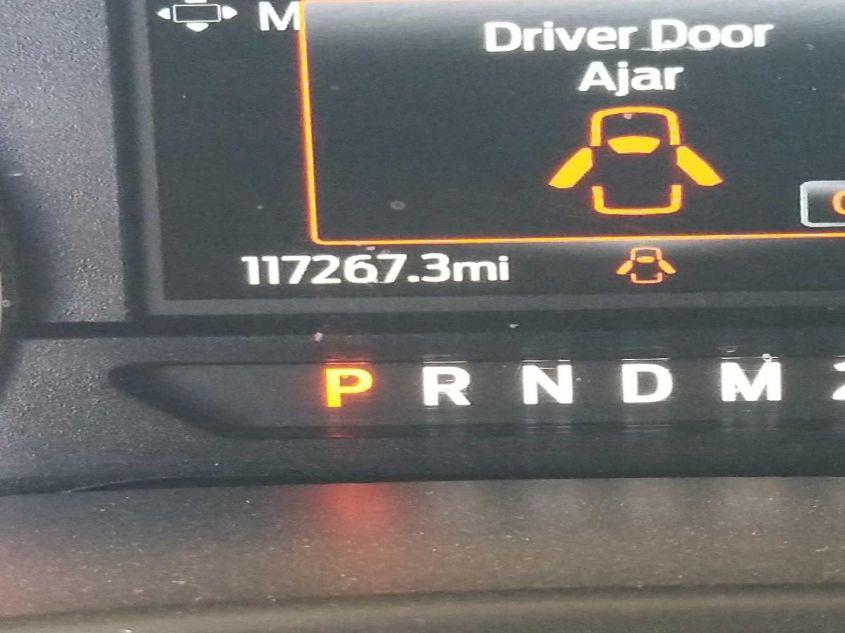 M
Driver Door
Ajar
117267.3mi
P R N D M